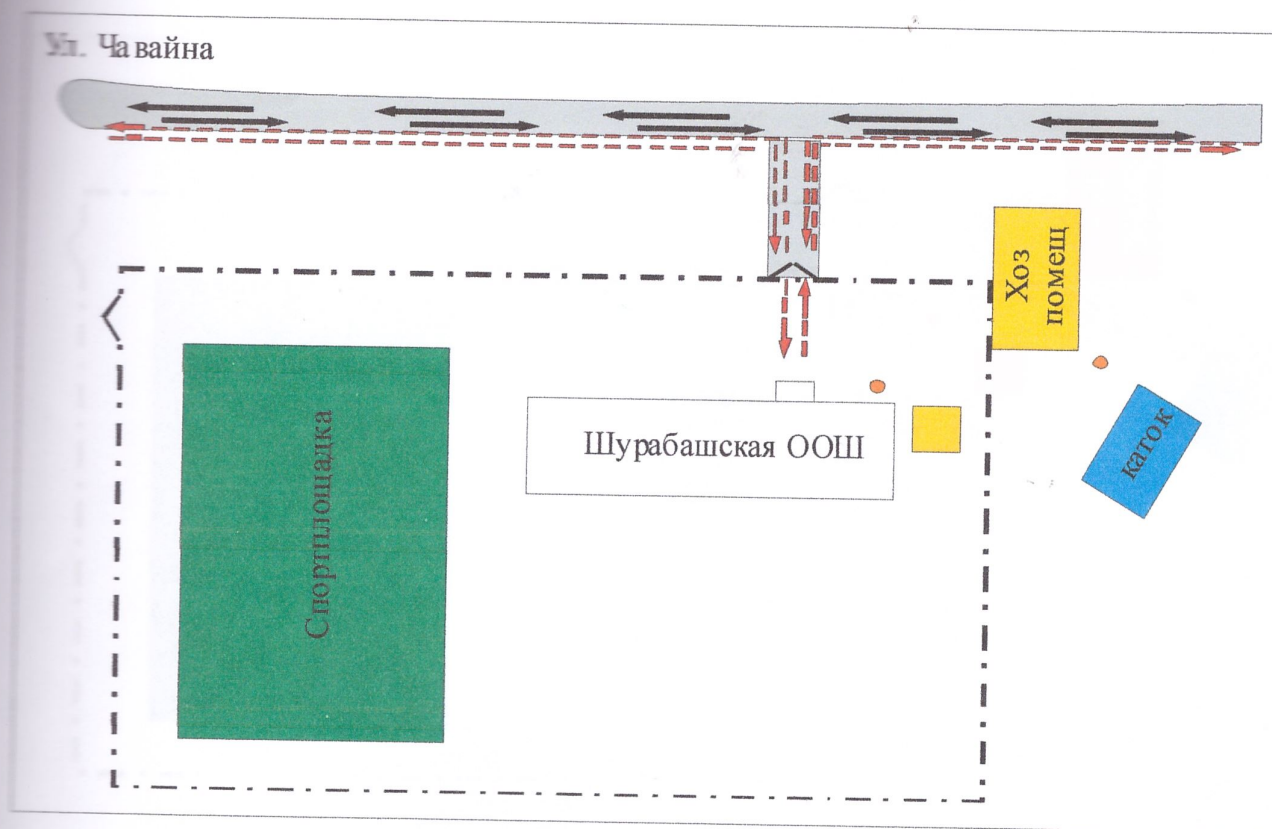 Ул. Чавайна
Хоз
помещ
Шурабашская ООШ
каток
Спортплощадка